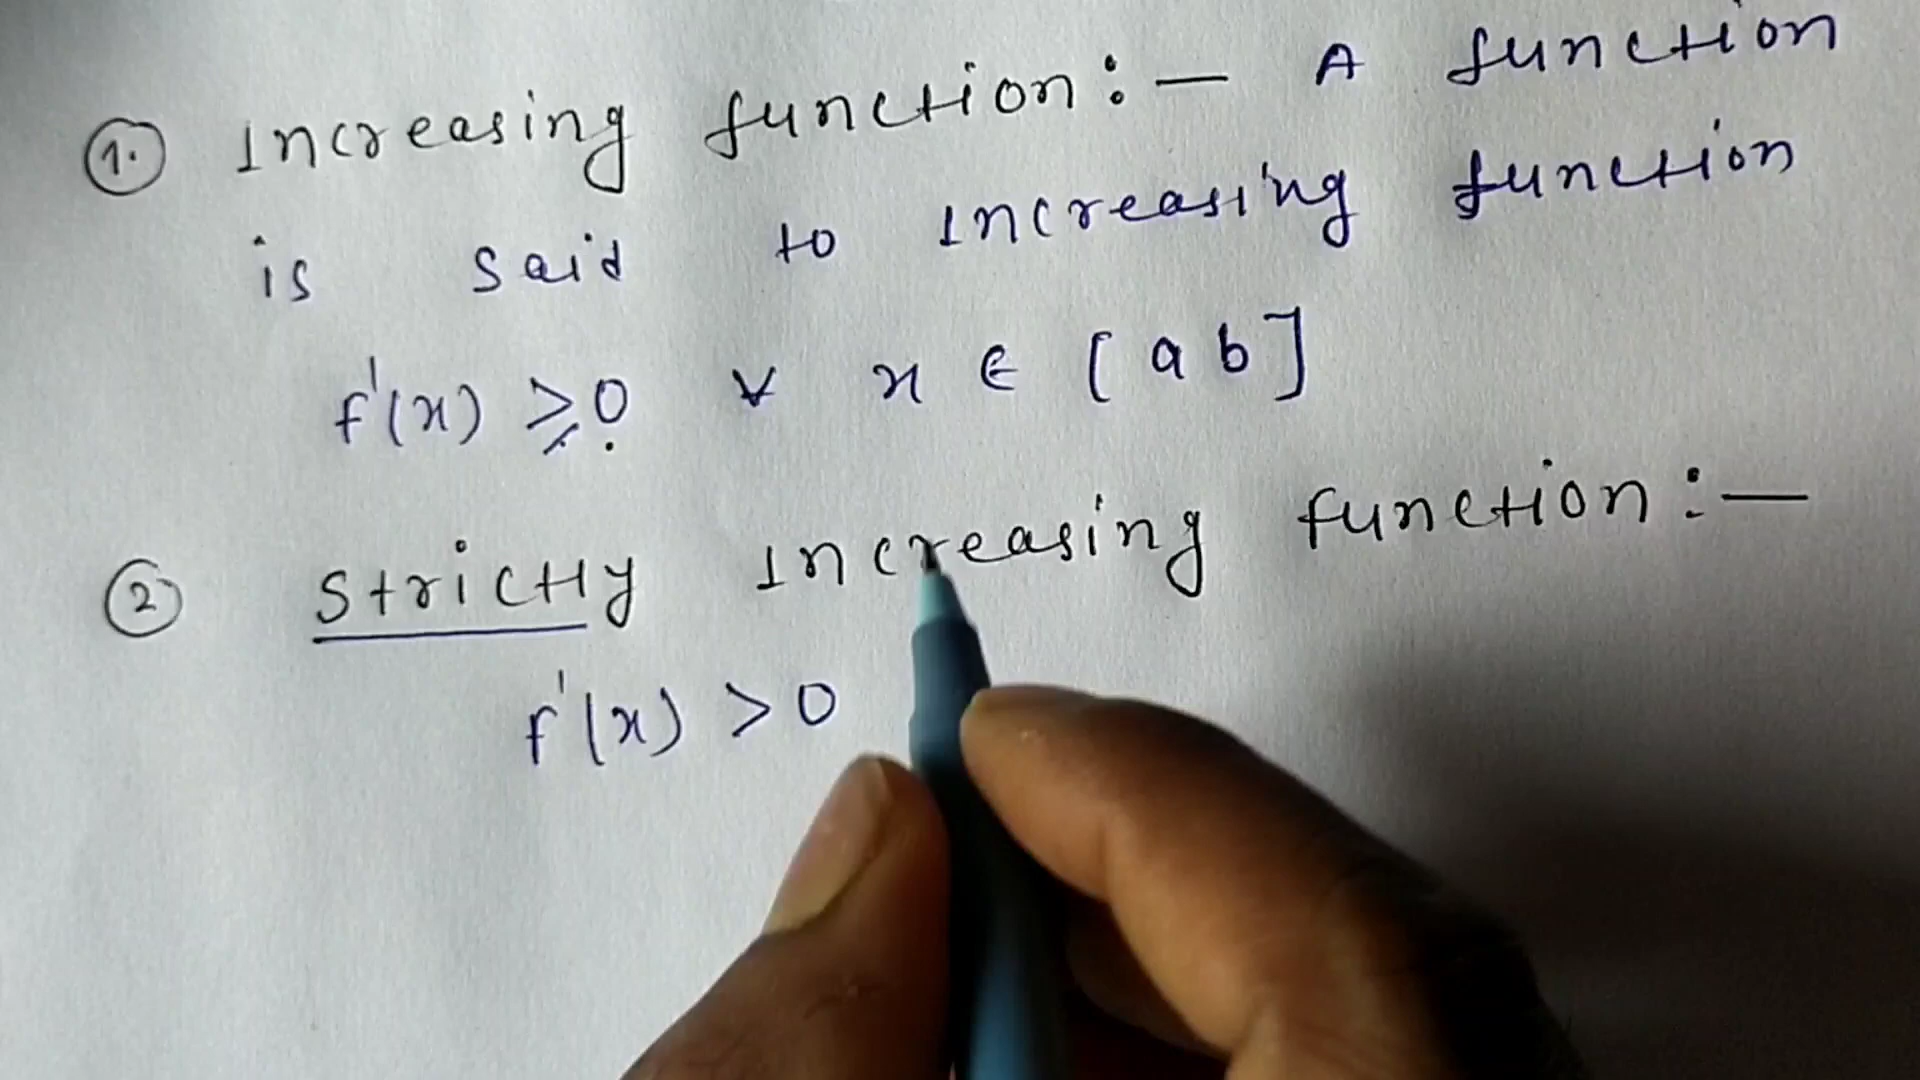 1. Increasing function:— A function
is said to Increasing function
f'(x) ≥ 0 ∀ x ∈ [a b]
2 Strictly Increasing function:—
f'(x) > 0